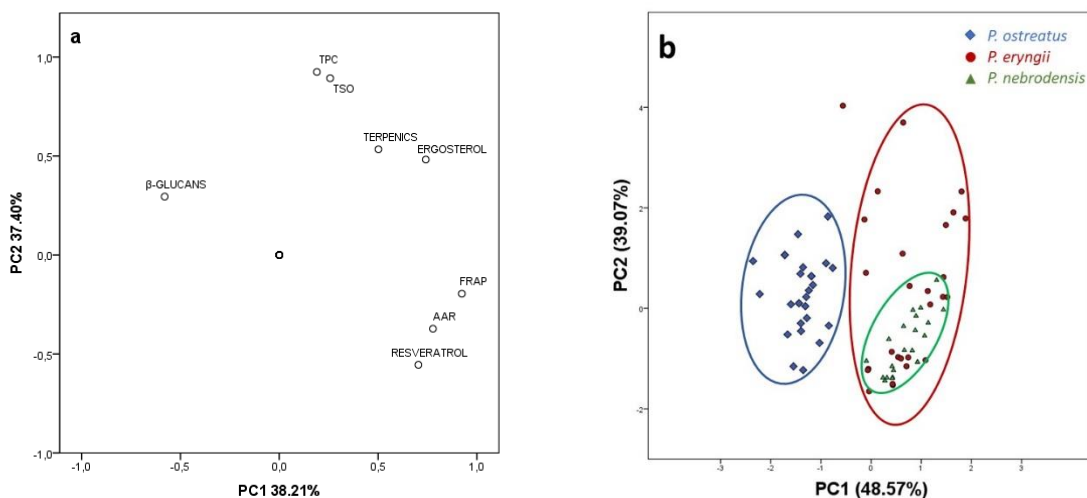 a
1,0
0,5
0,0
-0,5
-1,0
PC2 37.40%
TPC
TSO
TERPENICS
ERGOSTEROL
β-GLUCANS
FRAP
AAR
RESVERATROL
-1,0 -0,5 0,0 0,5 1,0
PC1 38.21%
b
P. ostreatus
P. eryngii
P. nebrodensis
4
2
0
-2
PC2 (39.07%)
-3 -2 -1 0 1 2 3
PC1 (48.57%)